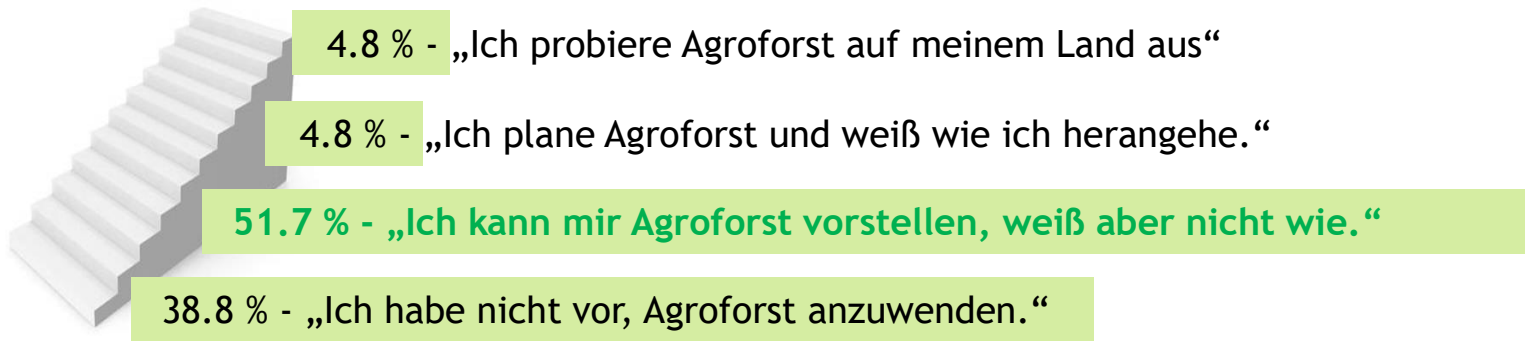 4.8 % - „Ich probiere Agroforst auf meinem Land aus“
4.8 % - „Ich plane Agroforst und weiß wie ich herangehe.“
51.7 % - „Ich kann mir Agroforst vorstellen, weiß aber nicht wie.“
38.8 % - „Ich habe nicht vor, Agroforst anzuwenden.“